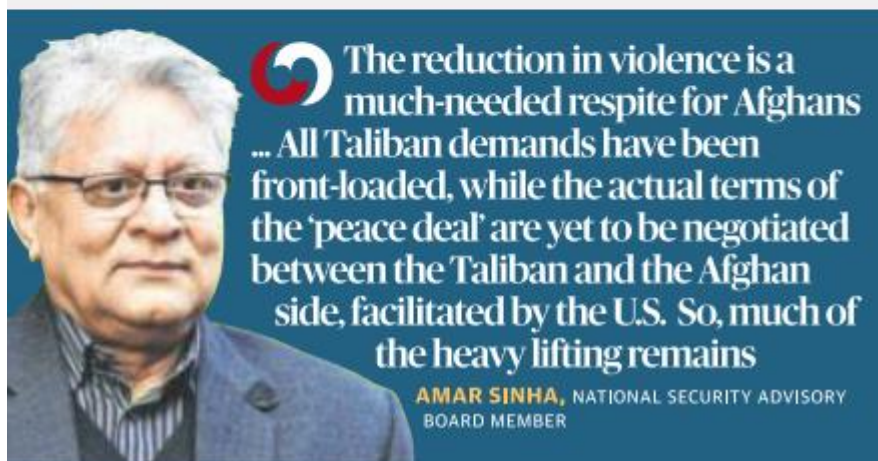 The reduction in violence is a
much-needed respite for Afghans
... All Taliban demands have been
front-loaded, while the actual terms of
the ‘peace deal’ are yet to be negotiated
between the Taliban and the Afghan
side, facilitated by the U.S. So, much of
the heavy lifting remains
AMAR SINHA, NATIONAL SECURITY ADVISORY
BOARD MEMBER